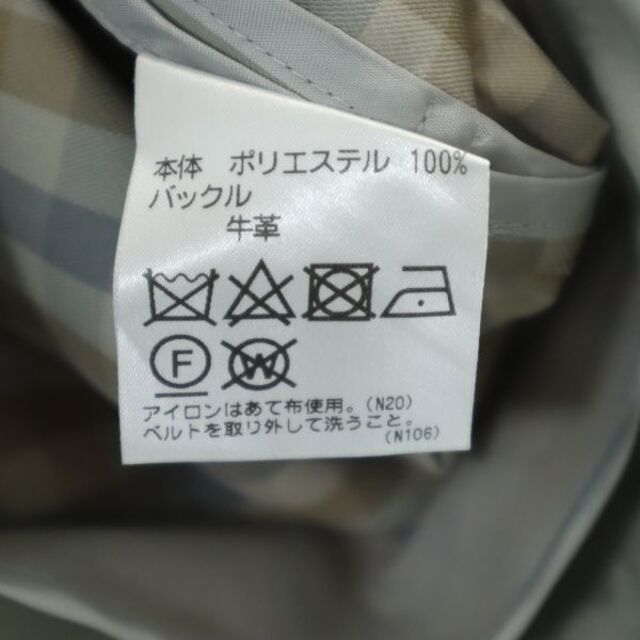 本体 ポリエステル 100%
バックル
牛革
F W
アイロンはあて布使用。(N20)
ベルトを取り外して洗うこと。
(N106)